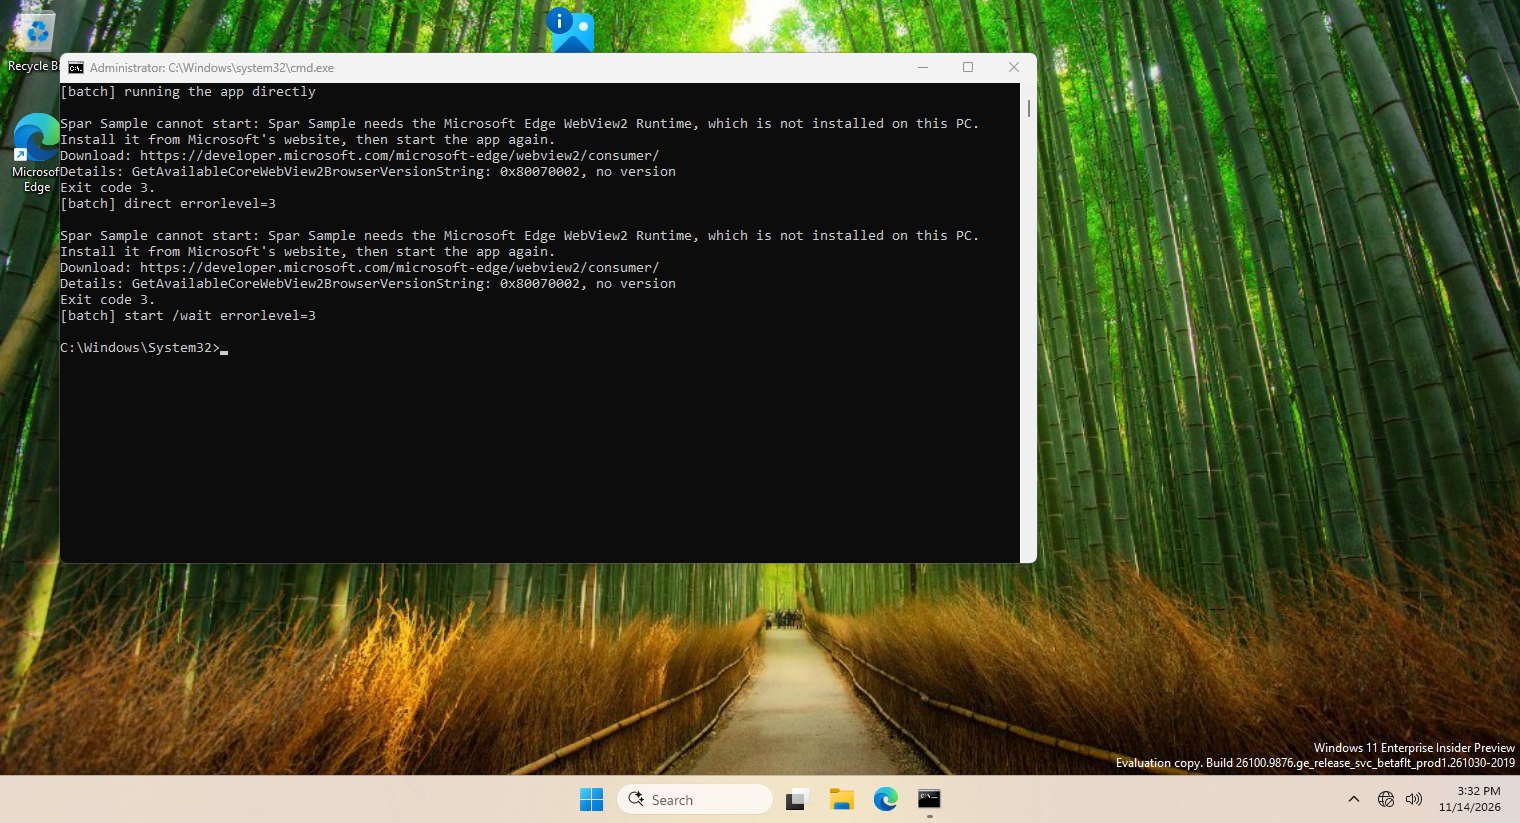 Recycle Bi
Administrator: C:\Windows\system32\cmd.exe
[batch] running the app directly
Spar Sample cannot start: Spar Sample needs the Microsoft Edge WebView2 Runtime, which is not installed on this PC.
Install it from Microsoft's website, then start the app again.
Download: https://developer.microsoft.com/microsoft-edge/webview2/consumer/
Details: GetAvailableCoreWebView2BrowserVersionString: 0x80070002, no version
Exit code 3.
[batch] direct errorlevel=3
Spar Sample cannot start: Spar Sample needs the Microsoft Edge WebView2 Runtime, which is not installed on this PC.
Install it from Microsoft's website, then start the app again.
Download: https://developer.microsoft.com/microsoft-edge/webview2/consumer/
Details: GetAvailableCoreWebView2BrowserVersionString: 0x80070002, no version
Exit code 3.
[batch] start /wait errorlevel=3
C:\Windows\System32>
Microsof
Edge
Windows 11 Enterprise Insider Preview
Evaluation copy. Build 26100.9876.ge_release_svc_betaflt_prod1.261030-2019
Search
3:32 PM
11/14/2026